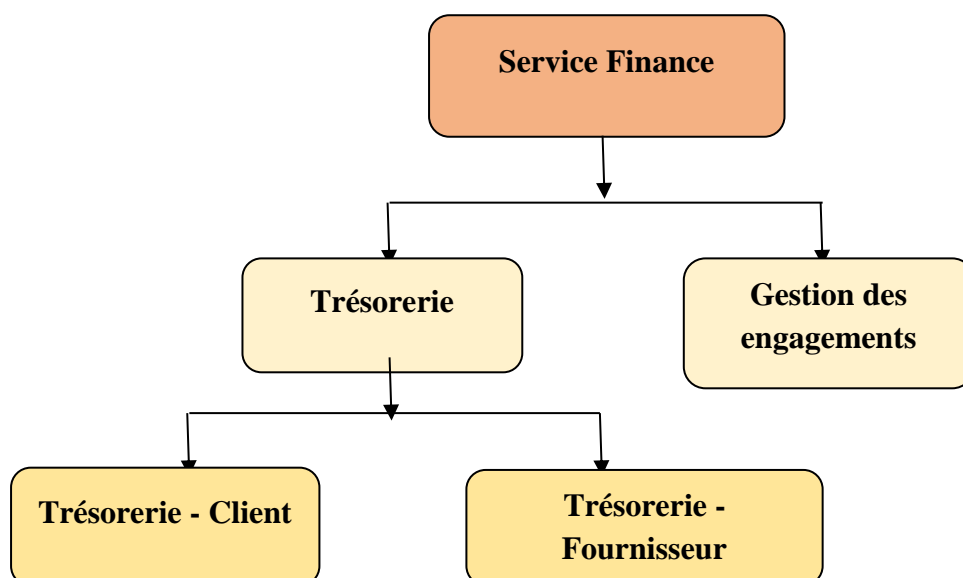 Service Finance
Trésorerie
Gestion des
engagements
Trésorerie - Client
Trésorerie -
Fournisseur